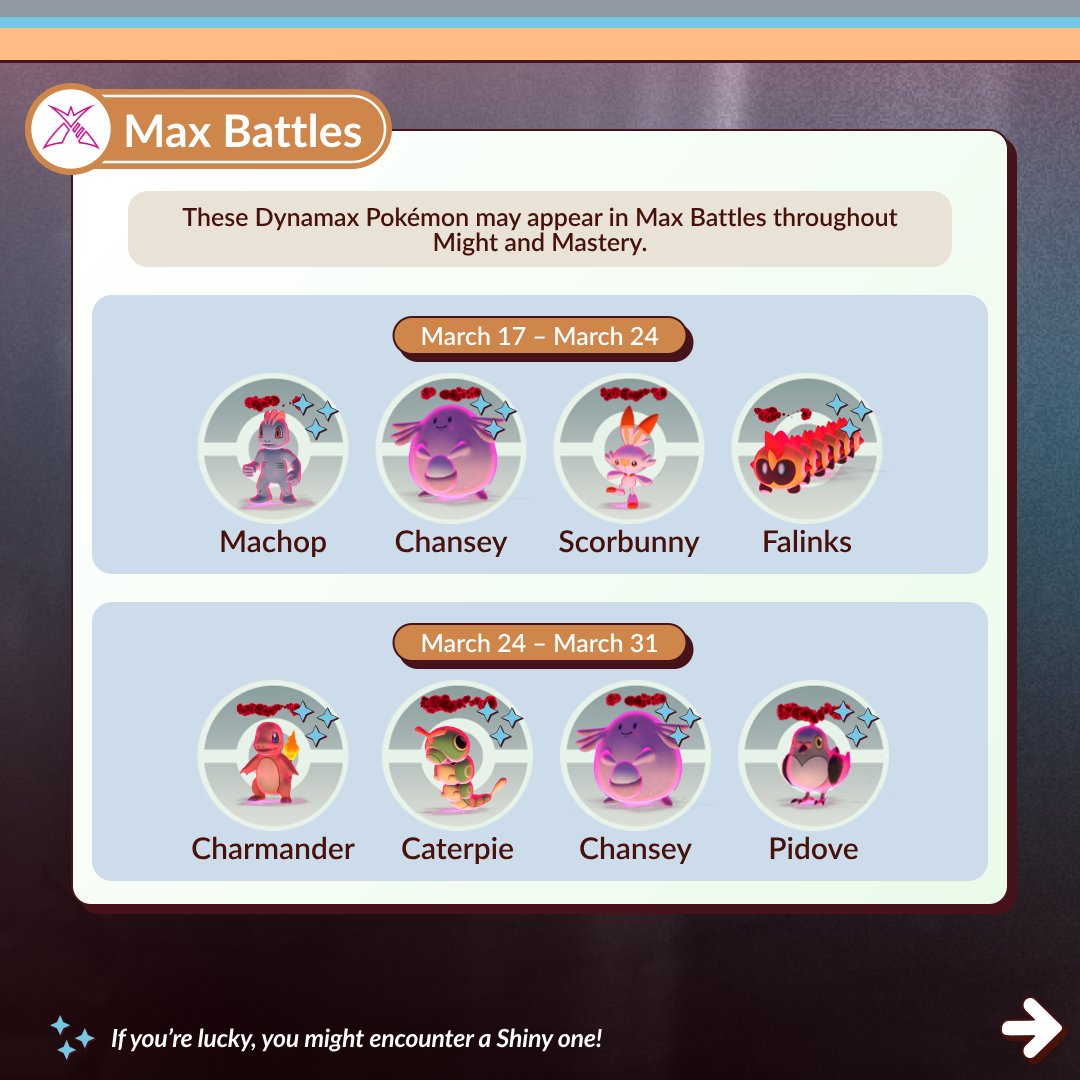 Max Battles
These Dynamax Pokémon may appear in Max Battles throughout
Might and Mastery.
March 17 – March 24
Machop Chansey Scorbunny Falinks
March 24 – March 31
Charmander Caterpie Chansey Pidove
If you're lucky, you might encounter a Shiny one!